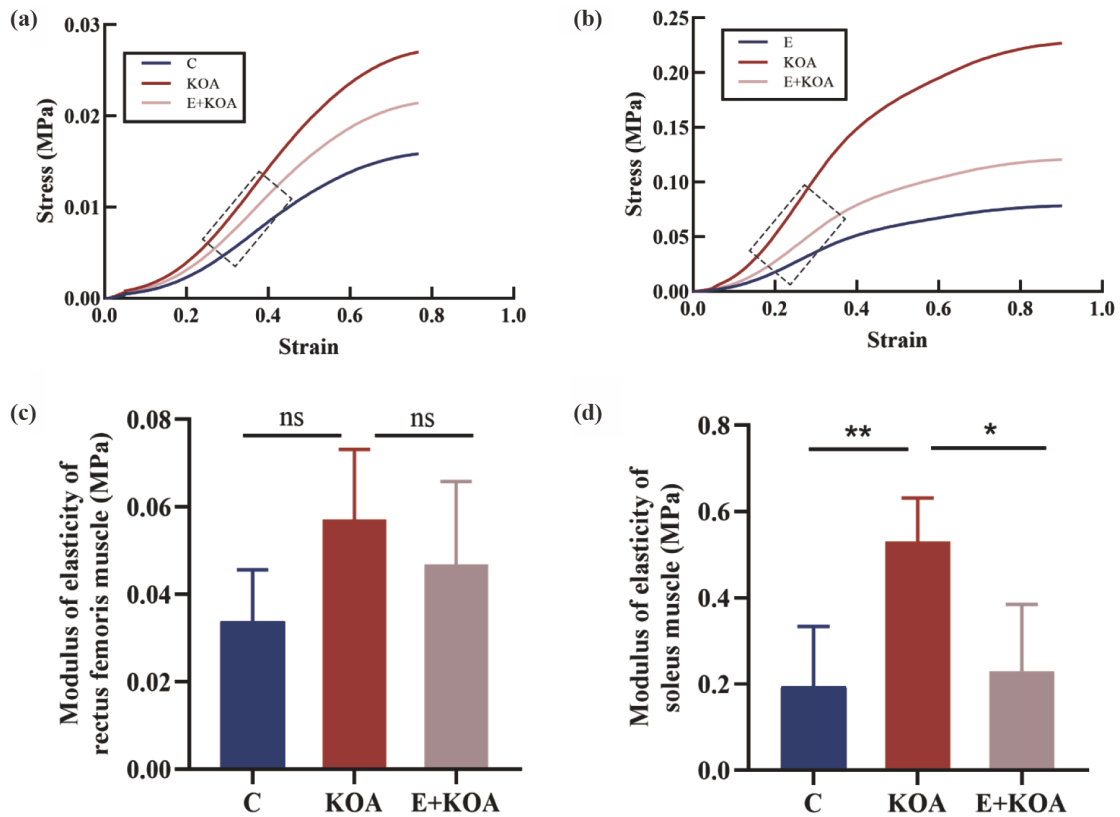 (a)
0.03
0.02
0.01
0.00
Stress (MPa)
C
KOA
E+KOA
0.0 0.2 0.4 0.6 0.8 1.0
Strain
(b)
0.25
0.20
0.15
0.10
0.05
0.00
Stress (MPa)
E
KOA
E+KOA
0.0 0.2 0.4 0.6 0.8 1.0
Strain
(c)
Modulus of elasticity of
rectus femoris muscle (MPa)
0.08
0.06
0.04
0.02
0.00
ns ns
C KOA E+KOA
(d)
Modulus of elasticity of
soleus muscle (MPa)
0.8
0.6
0.4
0.2
0.0
** *
C KOA E+KOA